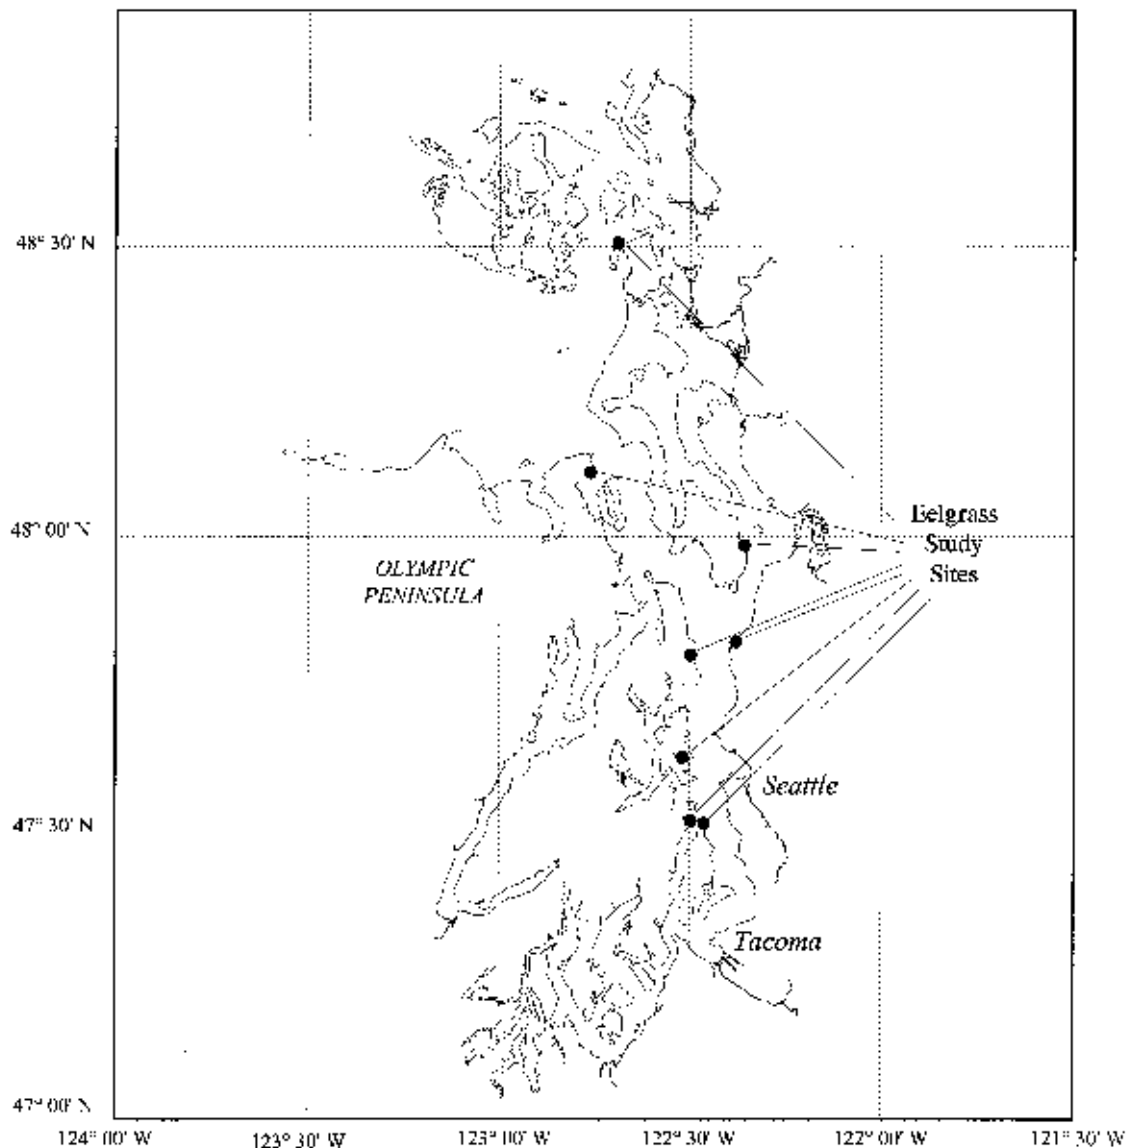 48° 30' N
Eelgrass
Study
Sites
48° 00' N
OLYMPIC
PENINSULA
Seattle
47° 30' N
Tacoma
47° 00' N
124° 00' W
123° 30' W
123° 00' W
122° 30' W
122° 00' W
121° 30' W